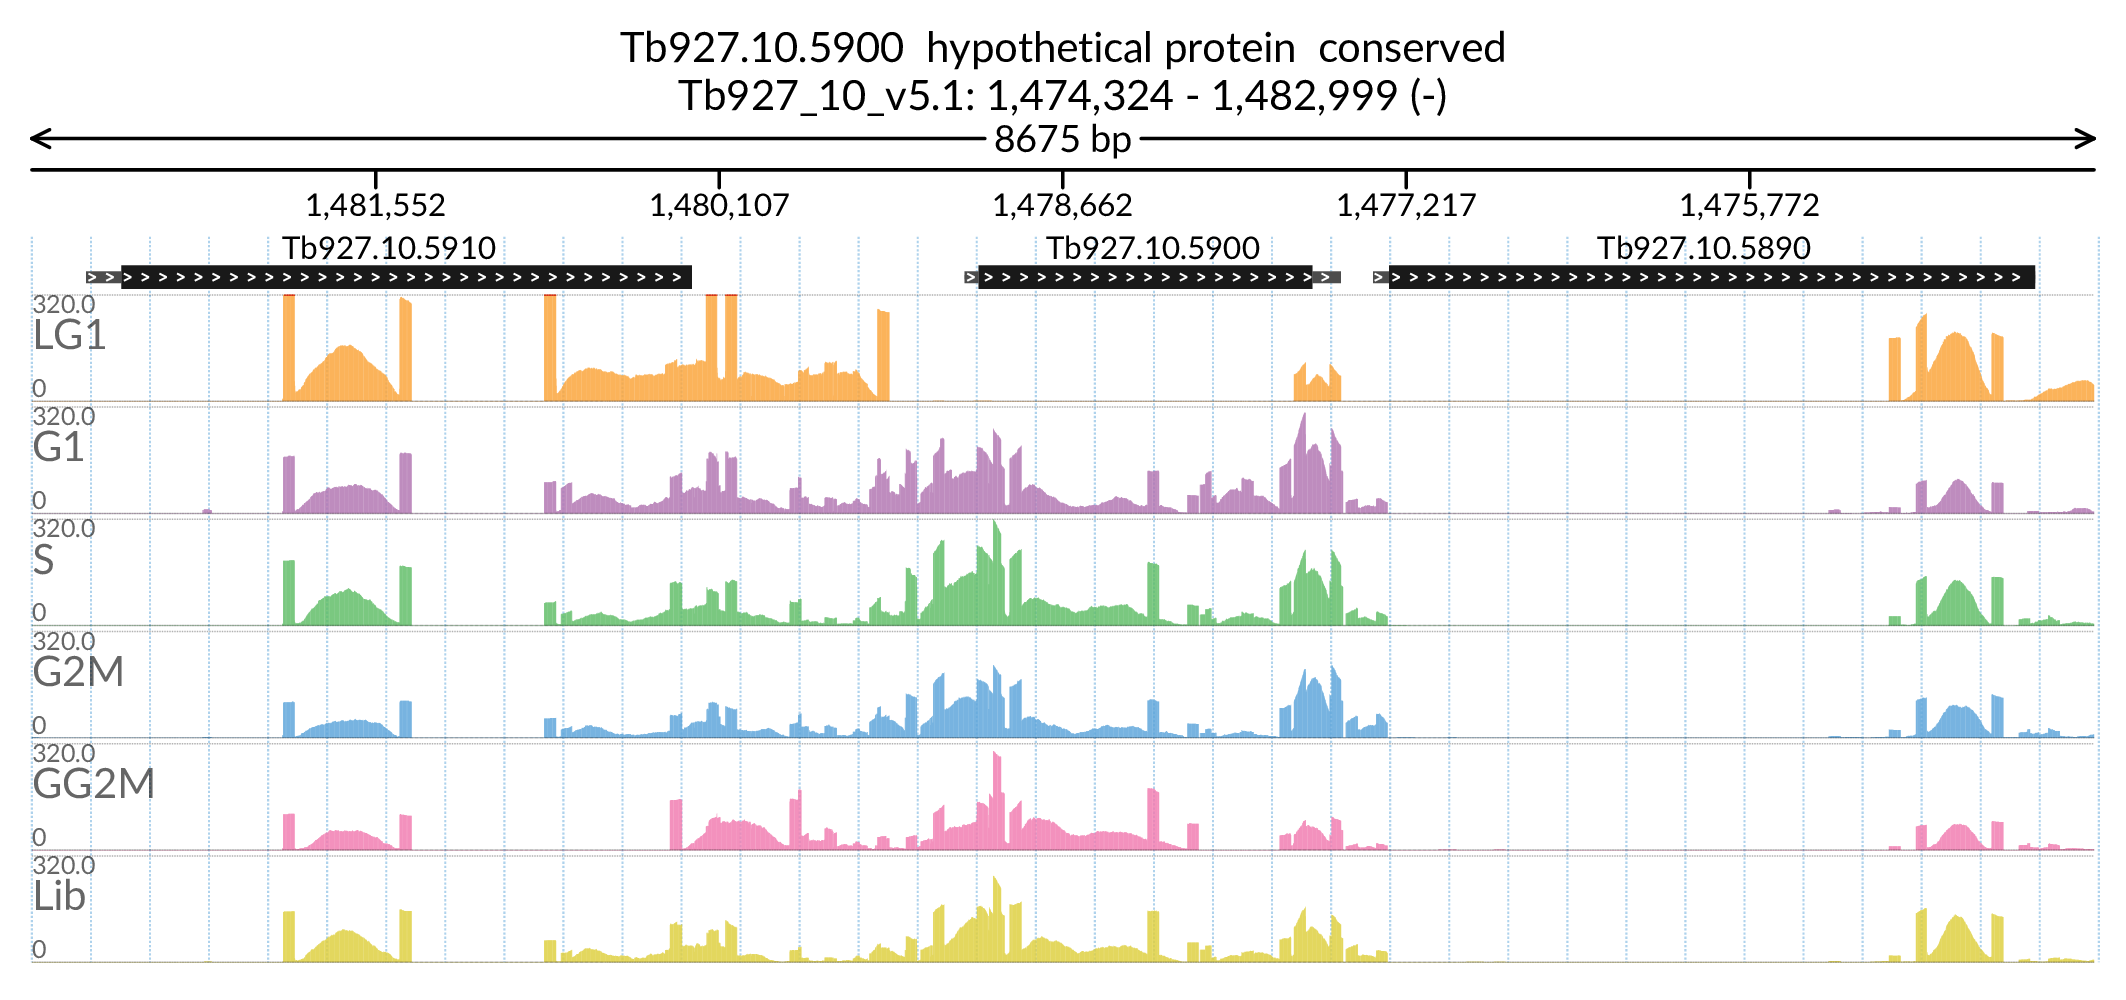 Tb927.10.5900  hypothetical protein  conserved
Tb927_10_v5.1: 1,474,324 - 1,482,999 (-)
8675 bp
1,481,552 1,480,107 1,478,662 1,477,217 1,475,772
Tb927.10.5910 Tb927.10.5900 Tb927.10.5890
320.0
LG1
0
320.0
G1
0
320.0
S
0
320.0
G2M
0
320.0
GG2M
0
320.0
Lib
0